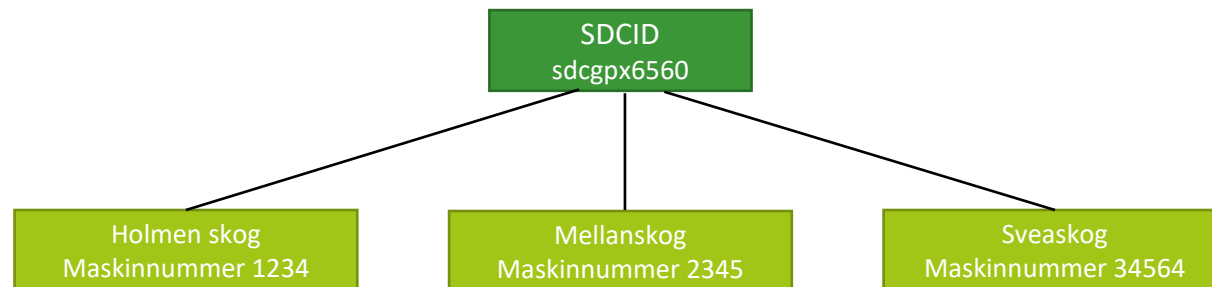 SDCID
sdcgpx6560
Holmen skog
Maskinnummer 1234
Mellanskog
Maskinnummer 2345
Sveaskog
Maskinnummer 34564